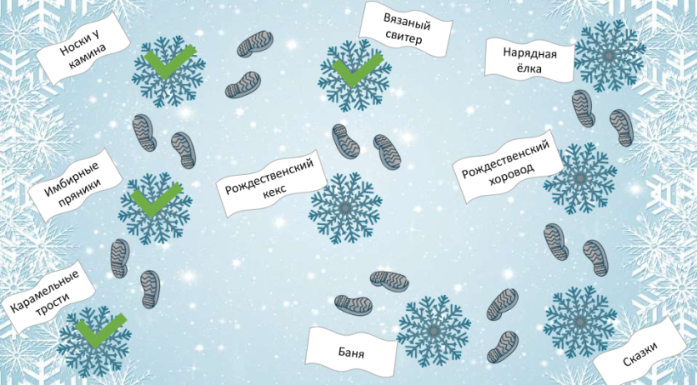 Носки у
камина
Вязаный
свитер
Нарядная
ёлка
Имбирные
пряники
Рождественский
кекс
Рождественский
хоровод
Карамельные
трости
Баня
Сказки